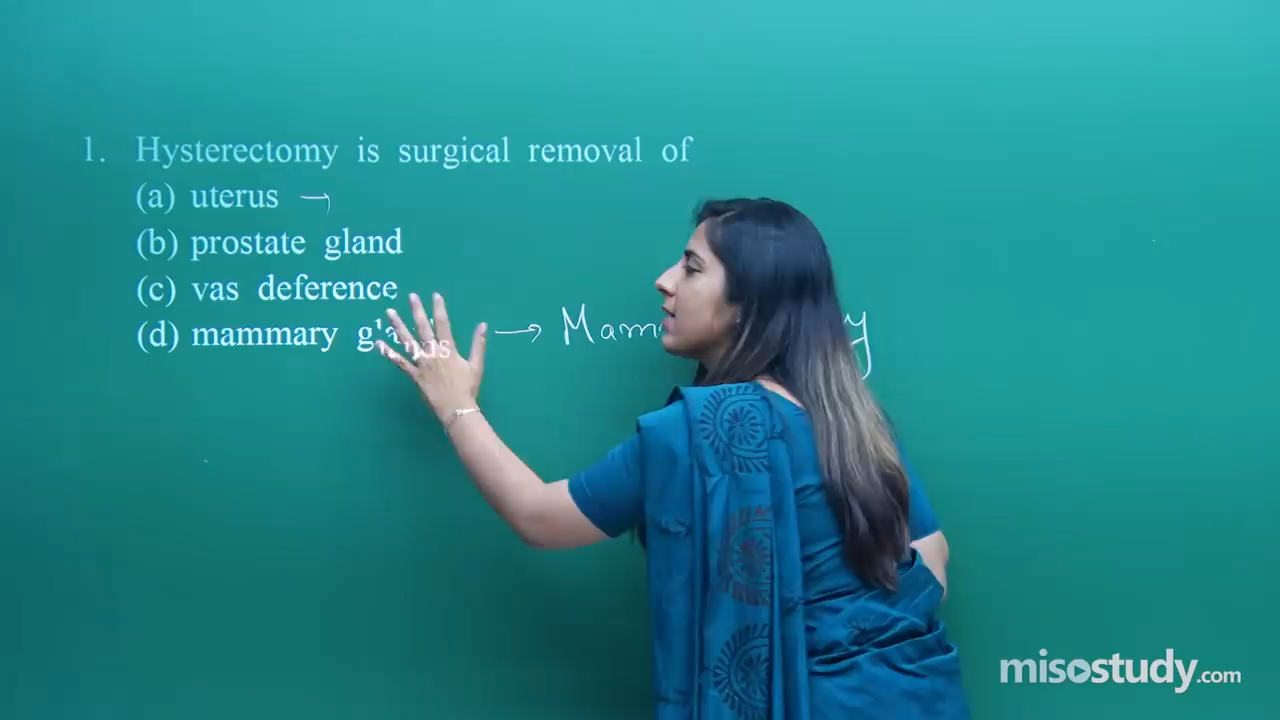 1. Hysterectomy is surgical removal of
(a) uterus →
(b) prostate gland
(c) vas deference
(d) mammary →
misostudy.com